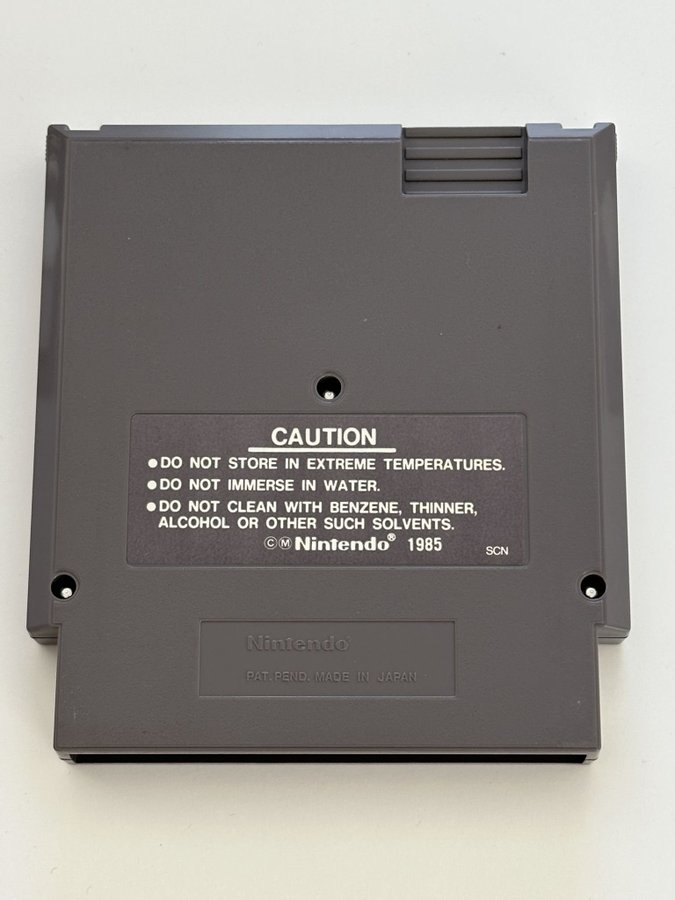 CAUTION
●DO NOT STORE IN EXTREME TEMPERATURES.
●DO NOT IMMERSE IN WATER.
●DO NOT CLEAN WITH BENZENE, THINNER,
ALCOHOL OR OTHER SUCH SOLVENTS.
©Ⓜ Nintendo® 1985
SCN
Nintendo®
PAT. PEND. MADE IN JAPAN